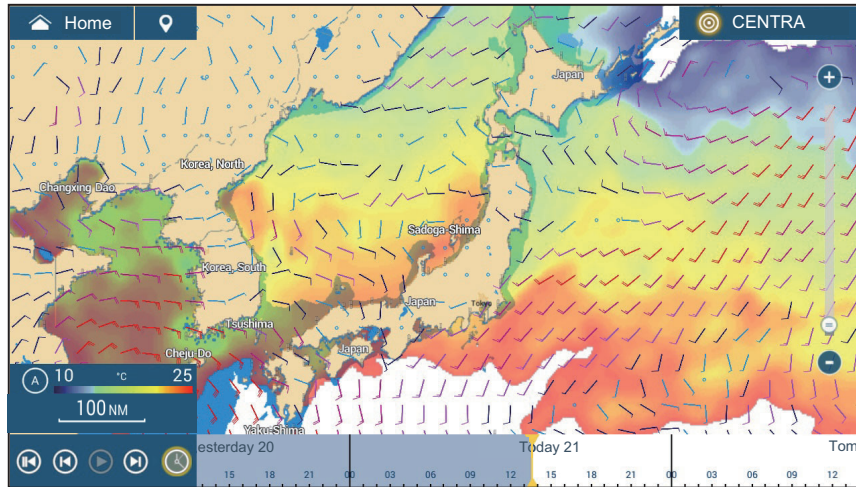 Home
CENTRA
Japan
Korea, North
Changxing Dao
Sadoga Shima
Korea, South
Japan
Tokyo
Tsushima
Japan
Cheju Do
A 10 °C 25
100 NM
Yaku Shima
esterday 20 Today 21 Tom
15 18 21 00 03 06 09 12 15 18 21 00 03 06 09 12